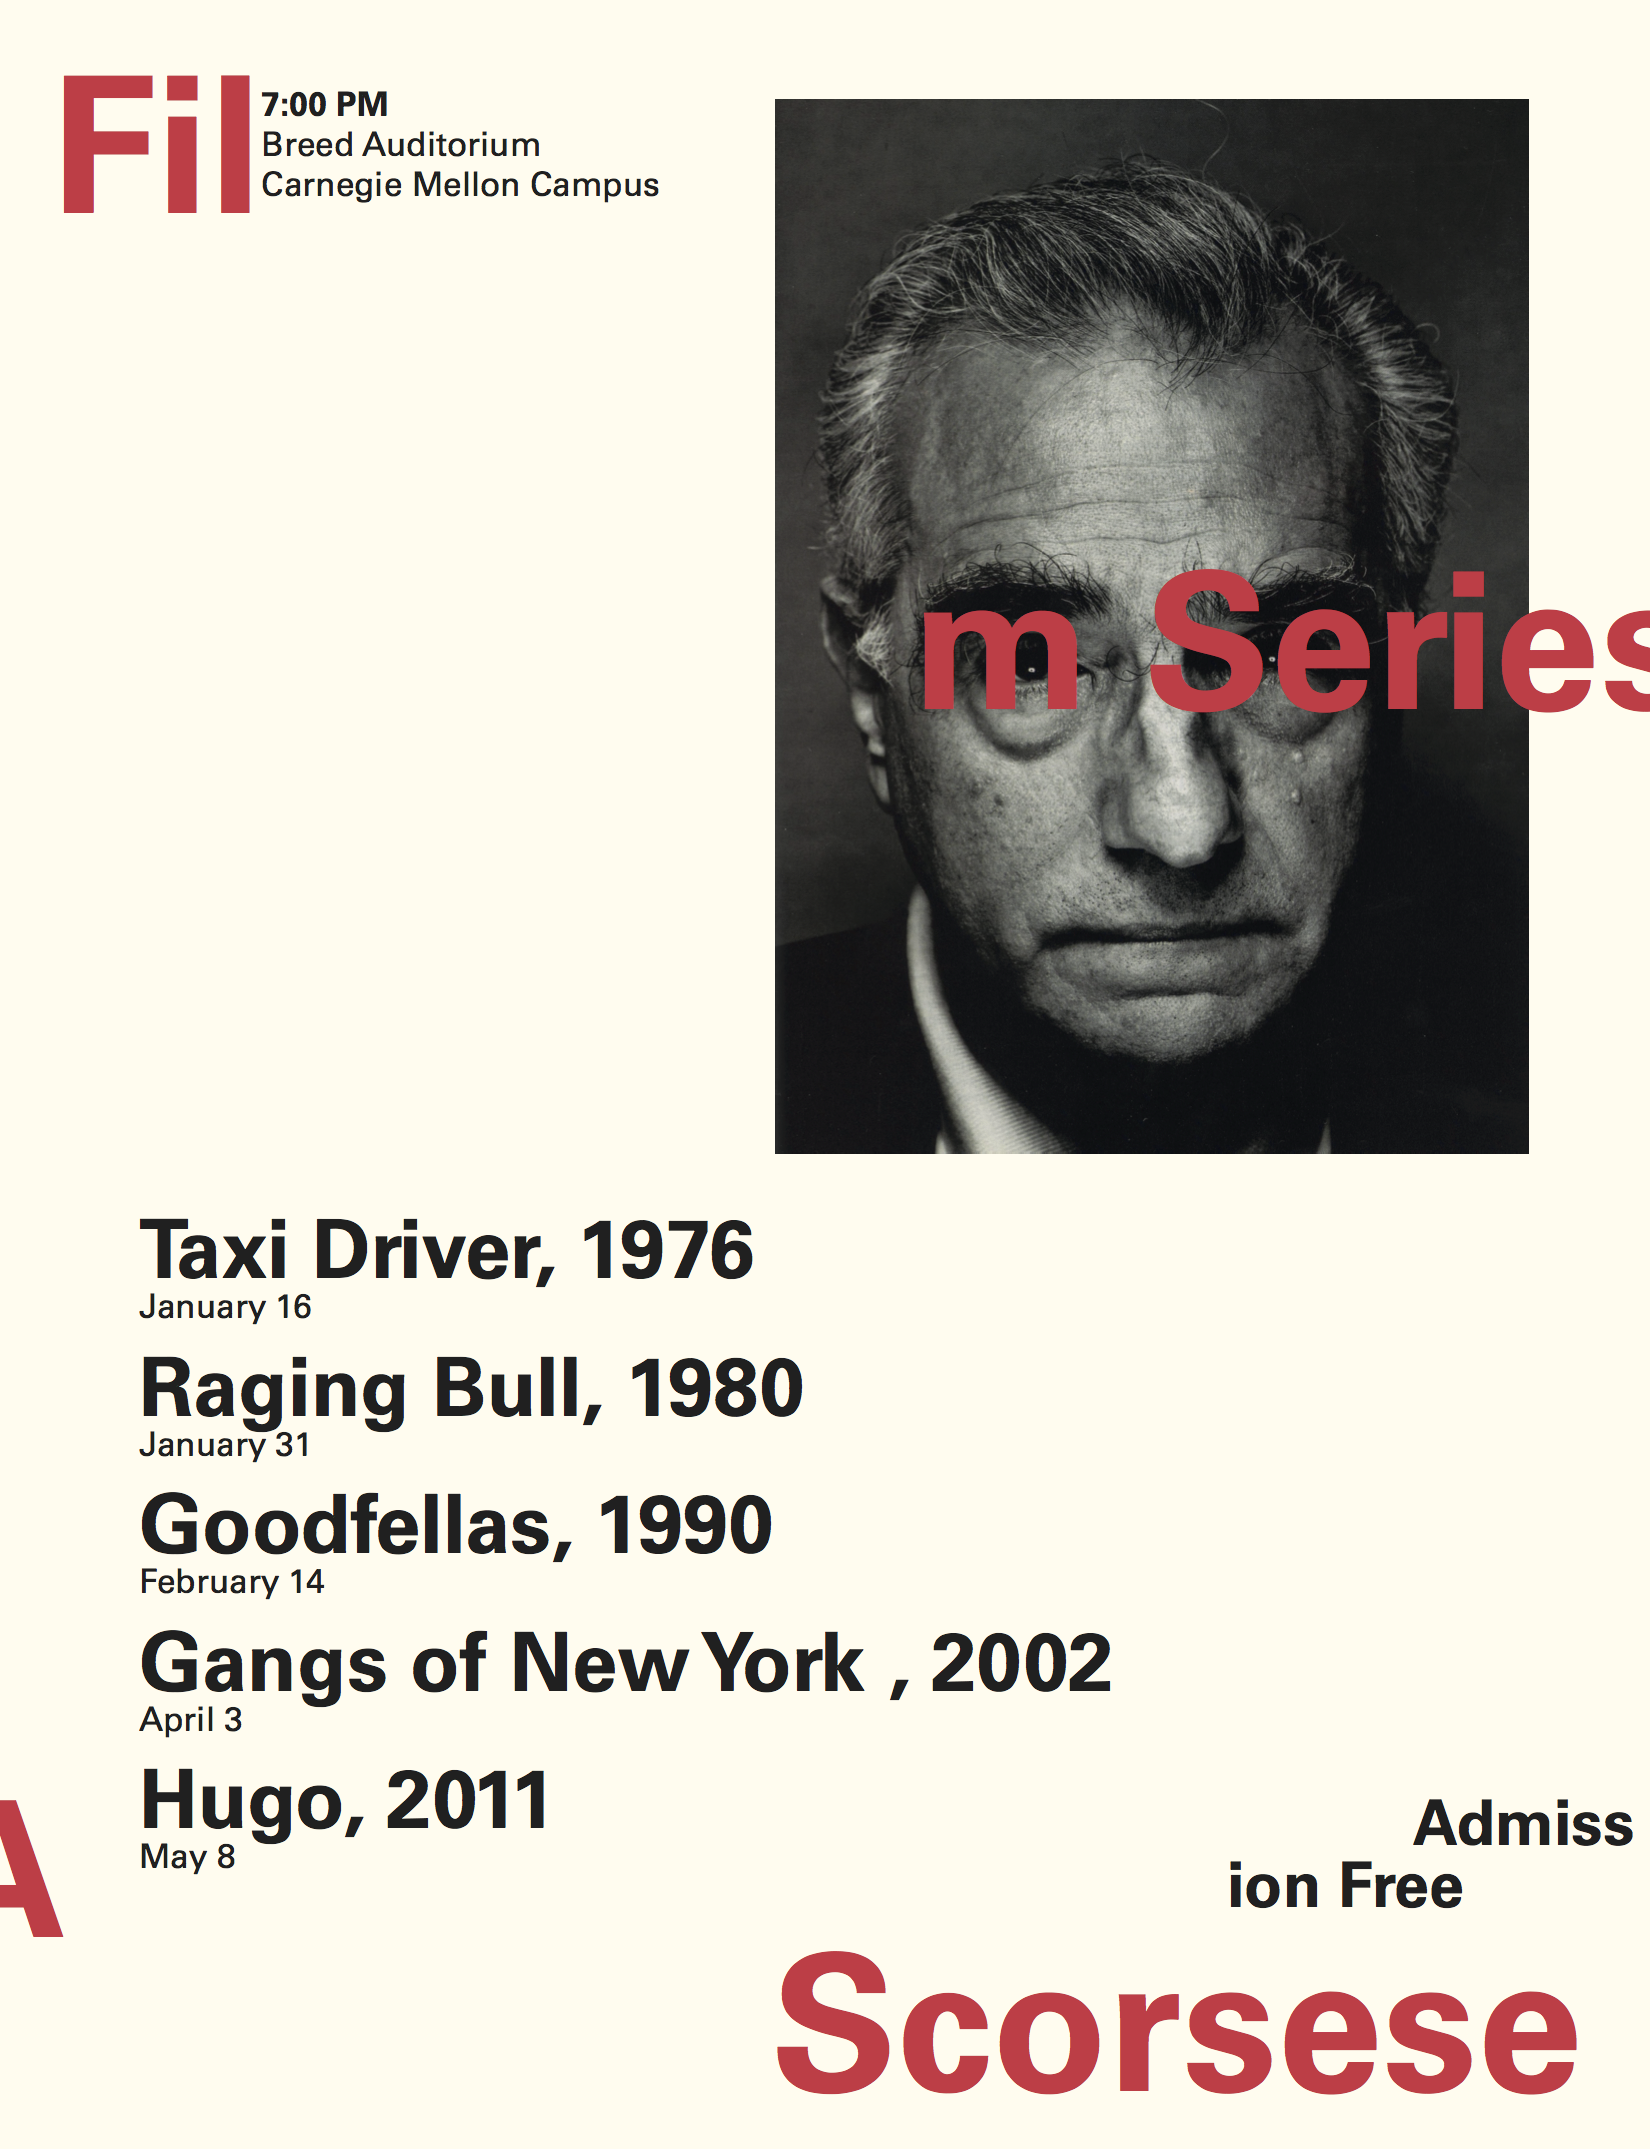 Fil
7:00 PM
Breed Auditorium
Carnegie Mellon Campus
m Series
Taxi Driver, 1976
January 16
Raging Bull, 1980
January 31
Goodfellas, 1990
February 14
Gangs of New York , 2002
April 3
Hugo, 2011
May 8
A
Admiss
ion Free
Scorsese